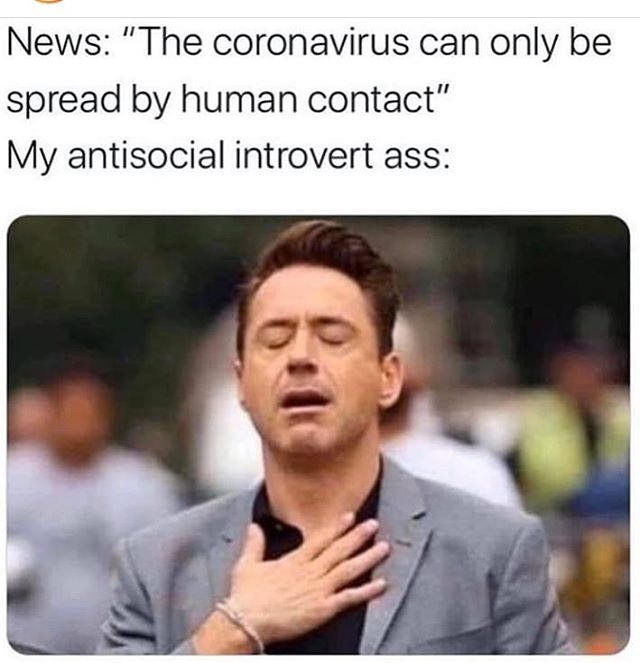 News: "The coronavirus can only be
spread by human contact"
My antisocial introvert ass: